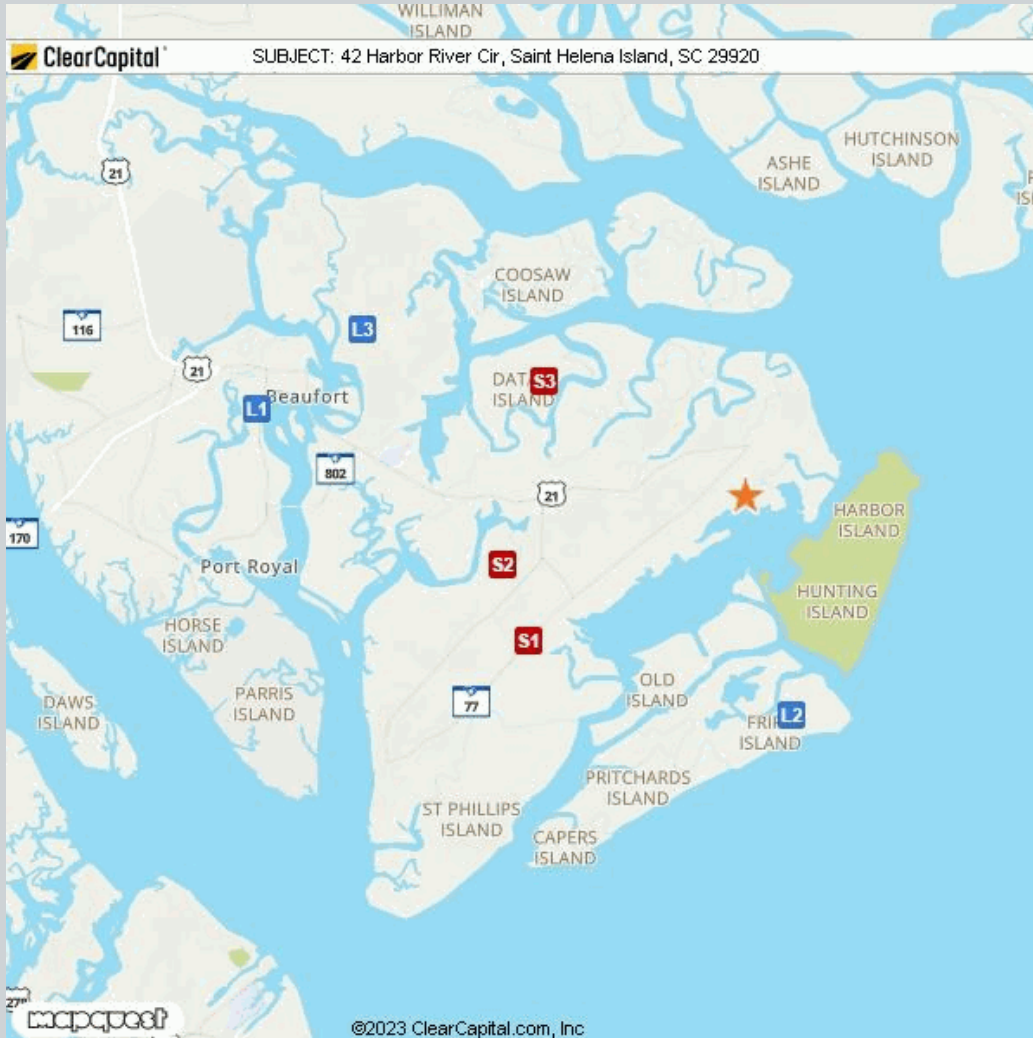 WILLIMAN
ISLAND
ClearCapital
SUBJECT: 42 Harbor River Cir, Saint Helena Island, SC 29920
HUTCHINSON
ISLAND
ASHE
ISLAND
21
COOSAW
ISLAND
116
L3
21
DAT
S3
ISLAND
Beaufort
L1
802
21
HARBOR
ISLAND
170
S2
Port Royal
HUNTING
ISLAND
HORSE
ISLAND
S1
OLD
ISLAND
DAWS
ISLAND
PARRIS
ISLAND
77
L2
FRI
ISLAND
PRITCHARDS
ISLAND
ST PHILLIPS
ISLAND
CAPERS
ISLAND
mapquest
©2023 ClearCapital.com, Inc